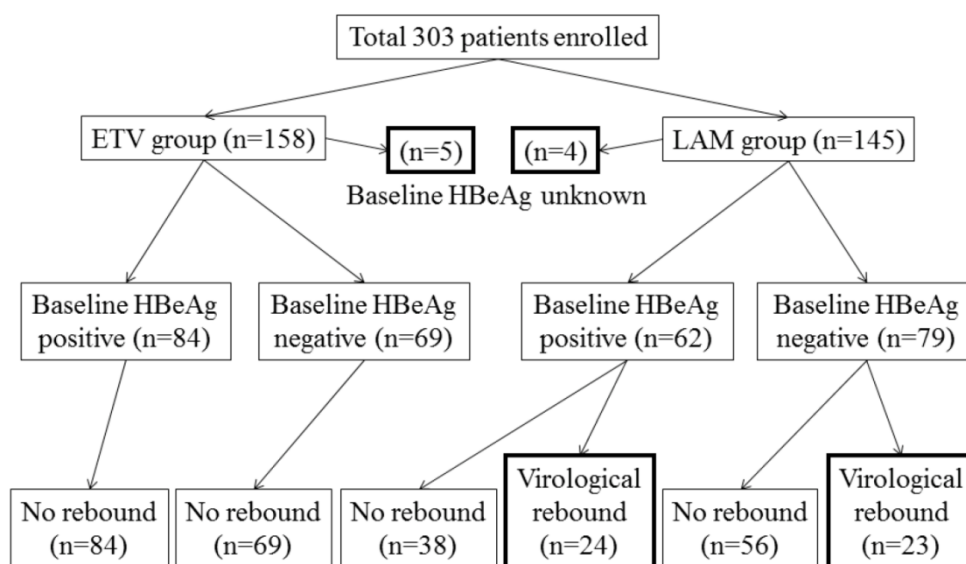 Total 303 patients enrolled
ETV group (n=158)
(n=5)
(n=4)
LAM group (n=145)
Baseline HBeAg unknown
Baseline HBeAg
positive (n=84)
Baseline HBeAg
negative (n=69)
Baseline HBeAg
positive (n=62)
Baseline HBeAg
negative (n=79)
No rebound
(n=84)
No rebound
(n=69)
No rebound
(n=38)
Virological
rebound
(n=24)
No rebound
(n=56)
Virological
rebound
(n=23)